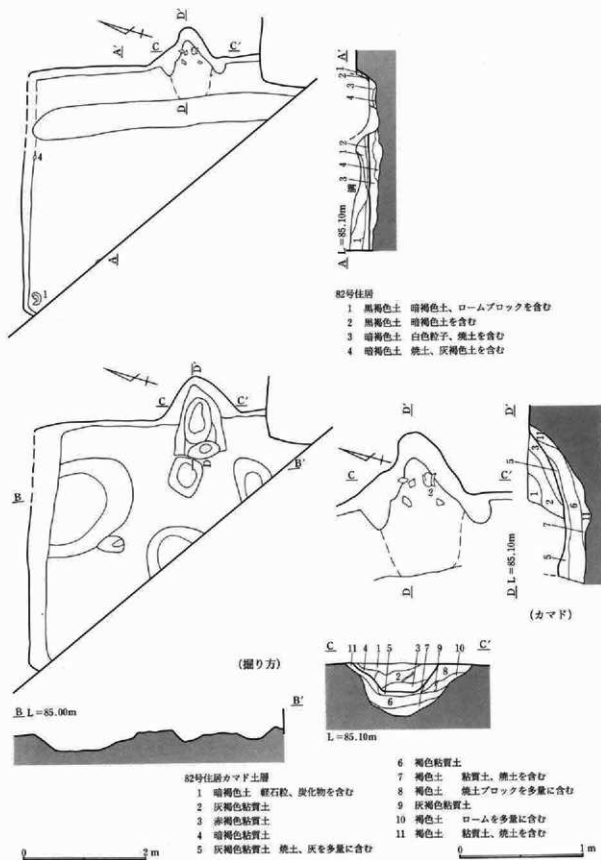 D'
A'
C
C'
D
4
1
A
A'
1
2
3
4
2
1
4
3
溝
1
A L=85.10m
82号住居
1 黒褐色土 暗褐色土、ロームブロックを含む
2 黒褐色土 暗褐色土を含む
3 暗褐色土 白色粒子、焼土を含む
4 暗褐色土 焼土、灰褐色土を含む
D'
C
C'
D
B
B'
(掘り方)
D'
C
C'
2
D
D'
11
3
5
1
2
6
7
5
D L=85.10m
(カマド)
C
C'
11 4 1 5 3 7 9 8 10
2
6
L=85.10m
B L=85.00m
B'
82号住居カマド土層
1 暗褐色土 軽石粒、炭化物を含む
2 灰褐色粘質土
3 赤褐色粘質土
4 暗褐色粘質土
5 灰褐色粘質土 焼土、灰を多量に含む
6 褐色粘質土
7 褐色土 粘質土、焼土を含む
8 褐色土 焼土ブロックを多量に含む
9 灰褐色粘質土
10 褐色土 ロームを多量に含む
11 褐色土 粘質土、焼土を含む
0 2 m
0 1 m